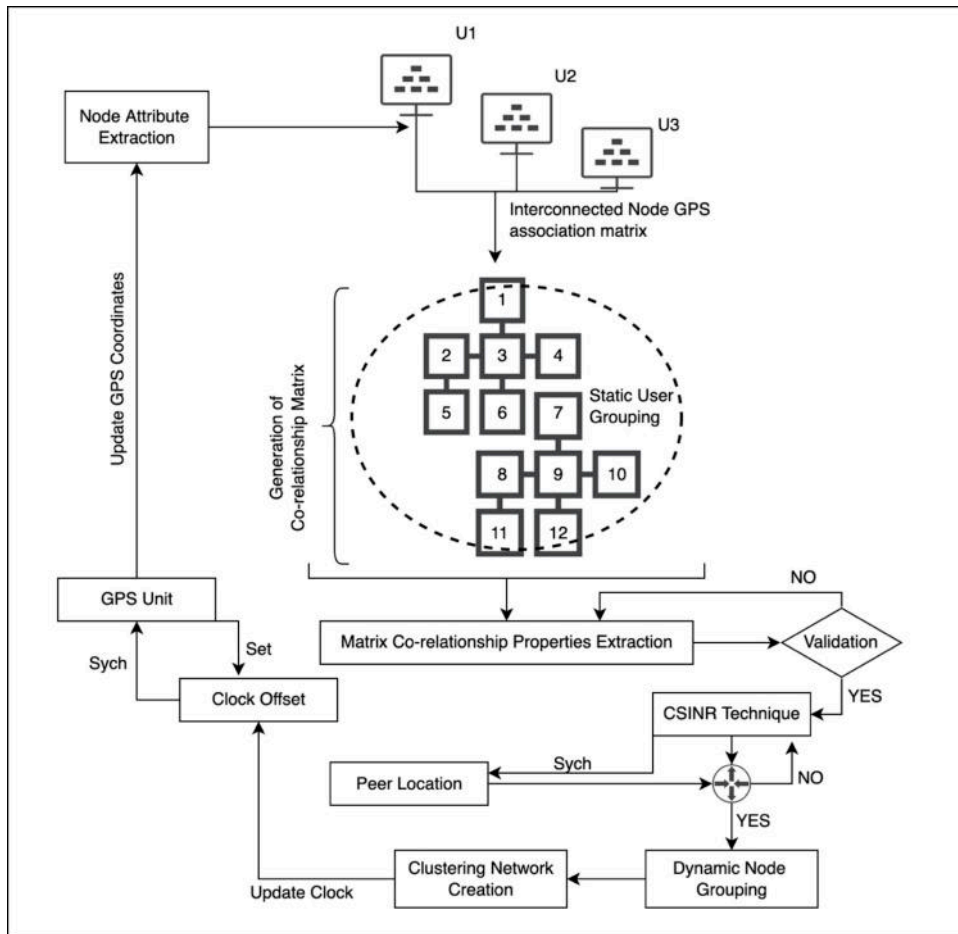 U1
U2
U3
Node Attribute
Extraction
Interconnected Node GPS
association matrix
Update GPS Coordinates
Generation of
Co-relationship Matrix
1
2
3
4
Static User
Grouping
5
6
7
8
9
10
11
12
NO
GPS Unit
Matrix Co-relationship Properties Extraction
Validation
Set
Sych
YES
Clock Offset
CSINR Technique
Sych
Peer Location
NO
YES
Clustering Network
Creation
Dynamic Node
Grouping
Update Clock